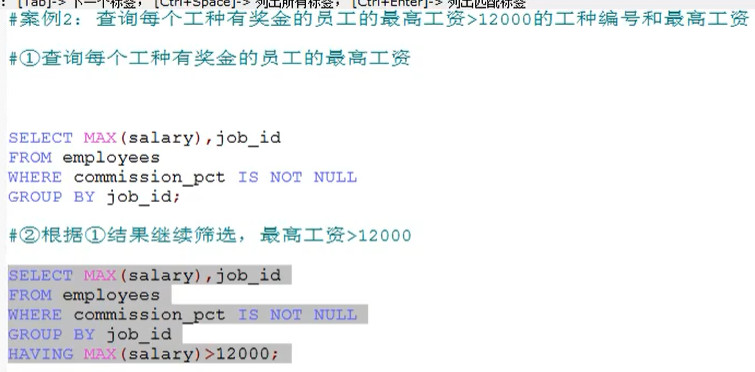 : [Tab]-> 下一个标签, [Ctrl+Space]-> 列出所有标签, [Ctrl+Enter]-> 列出匹配标签
#案例2：查询每个工种有奖金的员工的最高工资>12000的工种编号和最高工资
#①查询每个工种有奖金的员工的最高工资
SELECT MAX(salary),job_id
FROM employees
WHERE commission_pct IS NOT NULL
GROUP BY job_id;
#②根据①结果继续筛选，最高工资>12000
SELECT MAX(salary),job_id
FROM employees
WHERE commission_pct IS NOT NULL
GROUP BY job_id
HAVING MAX(salary)>12000;